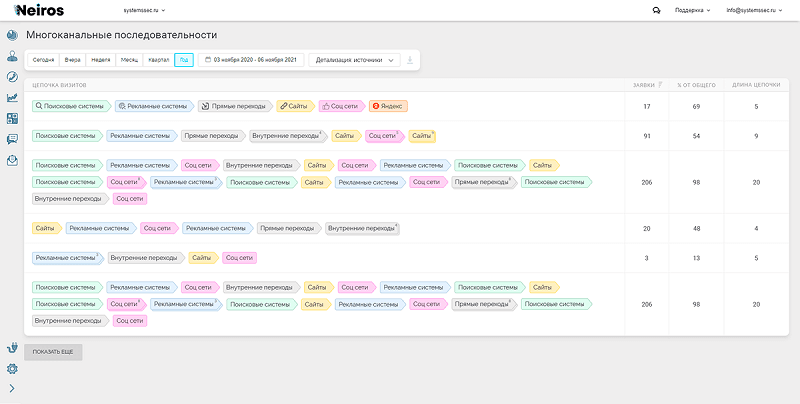 Neiros
systemssec.ru
Поддержка
info@systemssec.ru
Многоканальные последовательности
Сегодня Вчера Неделя Месяц Квартал Год 03 ноября 2020 - 06 ноября 2021 Детализация источники
ЦЕПОЧКА ВИЗИТОВ ЗАЯВКИ % ОТ ОБЩЕГО ДЛИНА ЦЕПОЧКИ
Поисковые системы Рекламные системы Прямые переходы Сайты Соц сети Яндекс 17 69 5
Поисковые системы Рекламные системы Прямые переходы Внутренние переходы Сайты Соц сети Сайты 91 54 9
Поисковые системы Рекламные системы Соц сети Внутренние переходы Сайты Соц сети Рекламные системы Поисковые системы Сайты
Поисковые системы Соц сети Рекламные системы Поисковые системы Сайты Рекламные системы Соц сети Прямые переходы Поисковые системы 206 98 20
Внутренние переходы Соц сети
Сайты Рекламные системы Соц сети Рекламные системы Прямые переходы Внутренние переходы 20 48 4
Рекламные системы Внутренние переходы Сайты Соц сети 3 13 5
Поисковые системы Рекламные системы Соц сети Внутренние переходы Сайты Соц сети Рекламные системы Поисковые системы Сайты
Поисковые системы Соц сети Рекламные системы Поисковые системы Сайты Рекламные системы Соц сети Прямые переходы Поисковые системы 206 98 20
Внутренние переходы Соц сети
ПОКАЗАТЬ ЕЩЕ